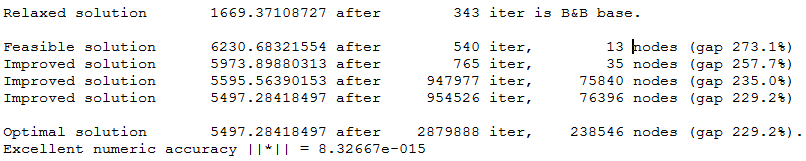 Relaxed solution 1669.37108727 after 343 iter is B&B base.
Feasible solution 6230.68321554 after 540 iter, 13 nodes (gap 273.1%)
Improved solution 5973.89880313 after 765 iter, 35 nodes (gap 257.7%)
Improved solution 5595.56390153 after 947977 iter, 75840 nodes (gap 235.0%)
Improved solution 5497.28418497 after 954526 iter, 76396 nodes (gap 229.2%)
Optimal solution 5497.28418497 after 2879888 iter, 238546 nodes (gap 229.2%).
Excellent numeric accuracy ||*|| = 8.32667e-015